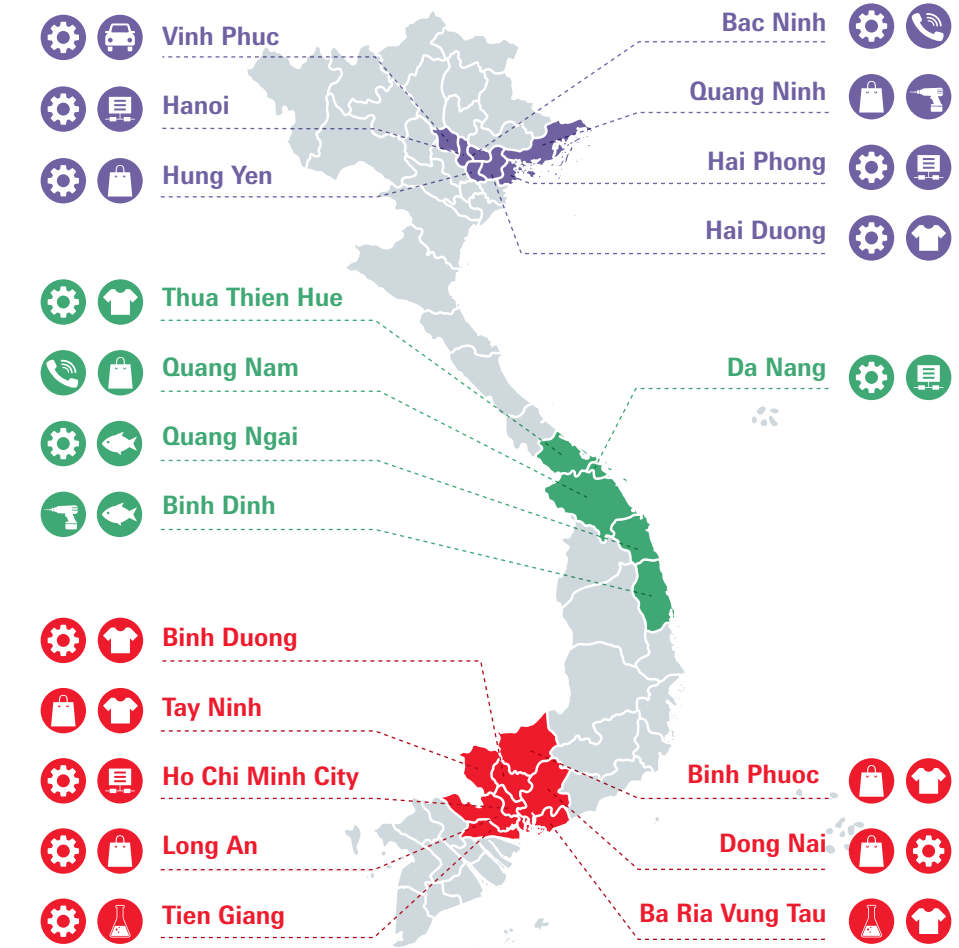 Vinh Phuc
Bac Ninh
Hanoi
Quang Ninh
Hung Yen
Hai Phong
Hai Duong
Thua Thien Hue
Quang Nam
Da Nang
Quang Ngai
Binh Dinh
Binh Duong
Tay Ninh
Ho Chi Minh City
Binh Phuoc
Long An
Dong Nai
Tien Giang
Ba Ria Vung Tau